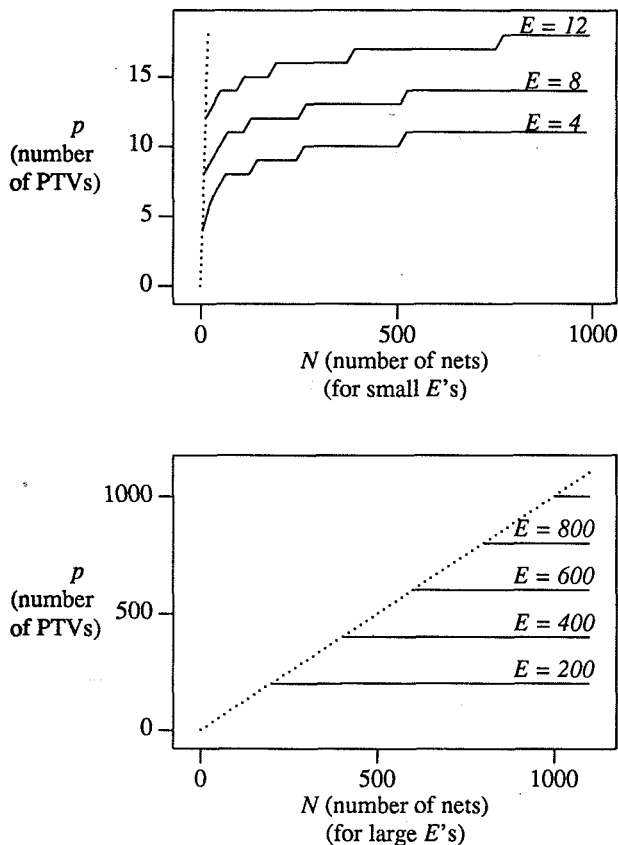 E = 12
15
E = 8
p
10
E = 4
(number
of PTVs)
5
0
0
500
1000
N (number of nets)
(for small E's)
1000
E = 800
p
E = 600
(number
500
of PTVs)
E = 400
E = 200
0
0
500
1000
N (number of nets)
(for large E's)